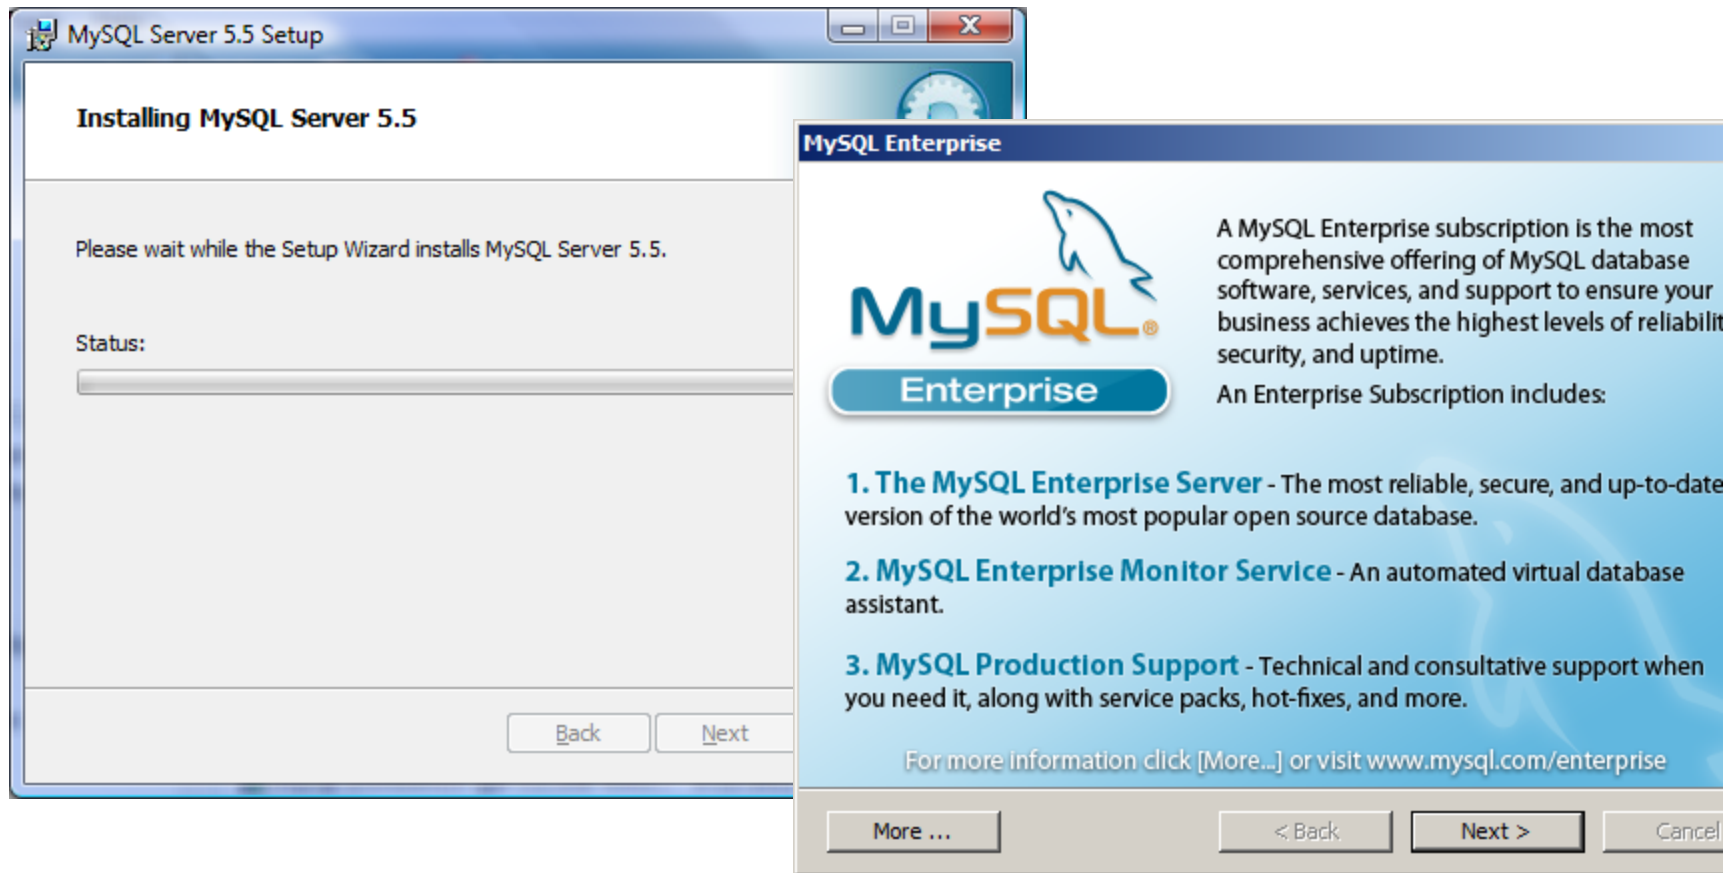 MySQL Server 5.5 Setup
Installing MySQL Server 5.5
Please wait while the Setup Wizard installs MySQL Server 5.5.
Status:
Back
Next
MySQL Enterprise
MySQL®
Enterprise
A MySQL Enterprise subscription is the most
comprehensive offering of MySQL database
software, services, and support to ensure your
business achieves the highest levels of reliabilit
security, and uptime.
An Enterprise Subscription includes:
1. The MySQL Enterprise Server - The most reliable, secure, and up-to-date
version of the world's most popular open source database.
2. MySQL Enterprise Monitor Service - An automated virtual database
assistant.
3. MySQL Production Support - Technical and consultative support when
you need it, along with service packs, hot-fixes, and more.
For more information click [More...] or visit www.mysql.com/enterprise
More ...
< Back
Next >
Cancel